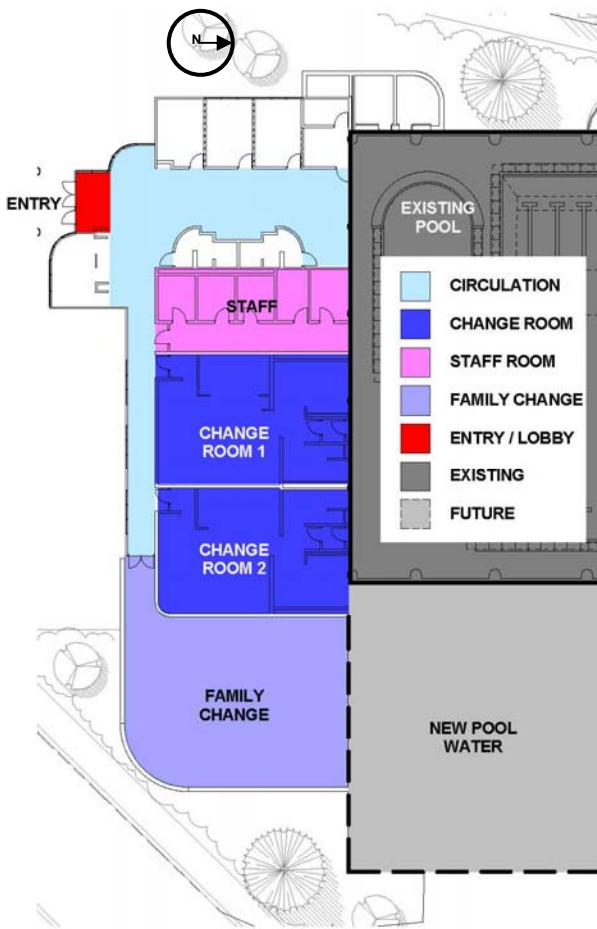 N
ENTRY
EXISTING
POOL
CIRCULATION
CHANGE ROOM
STAFF ROOM
FAMILY CHANGE
ENTRY / LOBBY
EXISTING
FUTURE
STAFF
CHANGE
ROOM 1
CHANGE
ROOM 2
FAMILY
CHANGE
NEW POOL
WATER